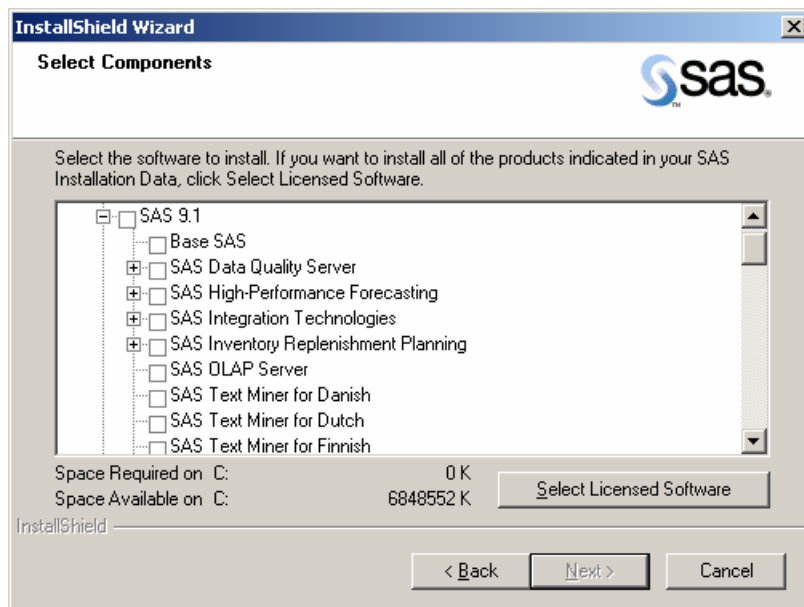 InstallShield Wizard
Select Components
sas.
TM
Select the software to install. If you want to install all of the products indicated in your SAS
Installation Data, click Select Licensed Software.
SAS 9.1
Base SAS
SAS Data Quality Server
SAS High-Performance Forecasting
SAS Integration Technologies
SAS Inventory Replenishment Planning
SAS OLAP Server
SAS Text Miner for Danish
SAS Text Miner for Dutch
SAS Text Miner for Finnish
Space Required on C: 0 K
Space Available on C: 6848552 K
Select Licensed Software
InstallShield
< Back
Next >
Cancel